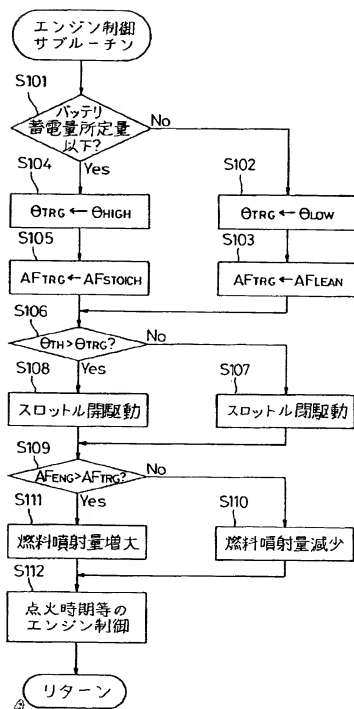 エンジン制御
サブルーチン
S101
バッテリ
蓄電量所定量
以下?
No
Yes
S104
S102
θTRG ← θHIGH
θTRG ← θLOW
S105
S103
AFTRG ← AFSTOICH
AFTRG ← AFLEAN
S106
θTH > θTRG?
No
Yes
S108
S107
スロットル開駆動
スロットル閉駆動
S109
AFENG > AFTRG?
No
Yes
S111
S110
燃料噴射量増大
燃料噴射量減少
S112
点火時期等の
エンジン制御
リターン